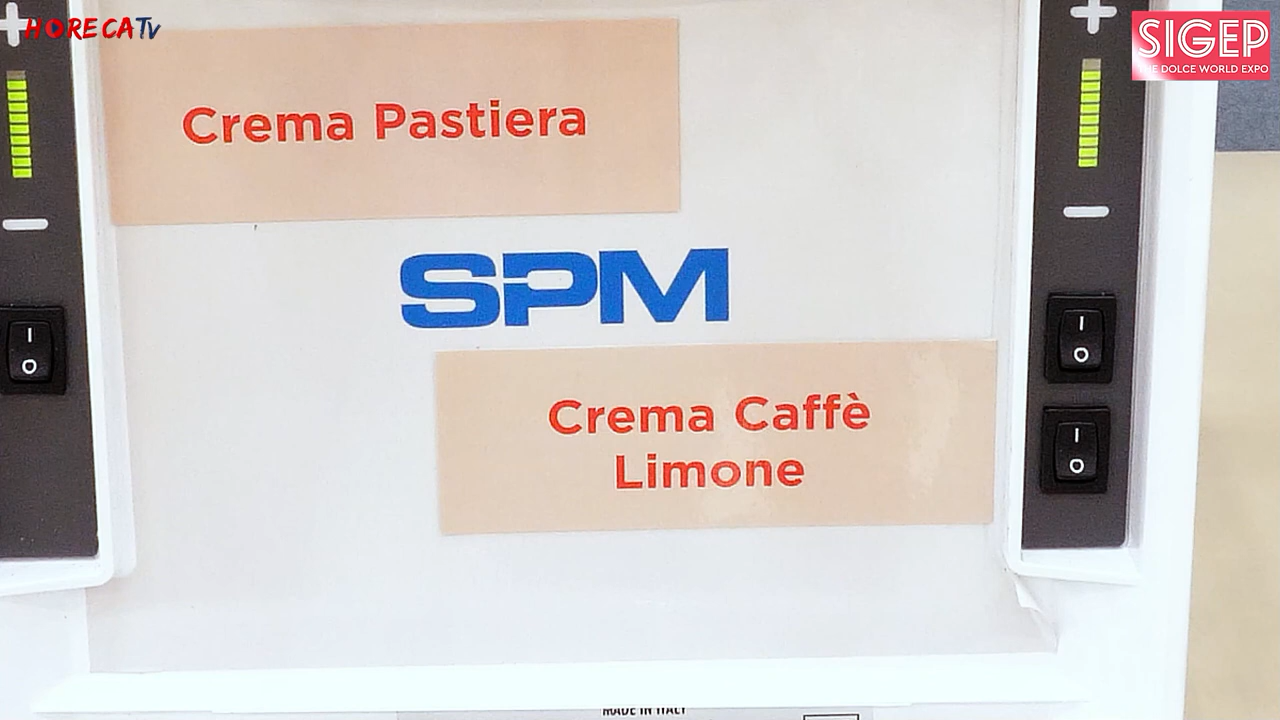 HORECATv
SIGEP
THE DOLCE WORLD EXPO
Crema Pastiera
SPM
Crema Caffè
Limone
MADE IN ITALY